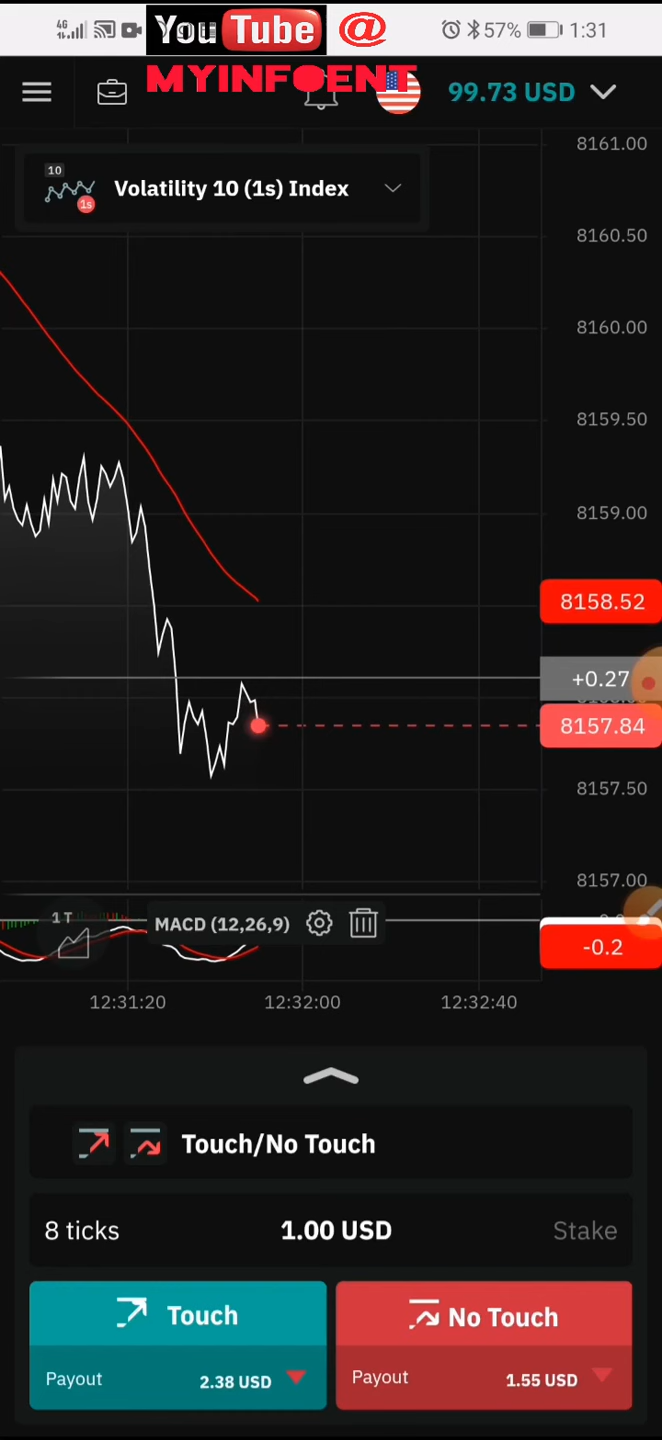 4G
YouTube @
57% 1:31
MYINFOENT
99.73 USD
8161.00
10
1s
Volatility 10 (1s) Index
8160.50
8160.00
8159.50
8159.00
8158.52
+0.27
8157.84
8157.50
8157.00
1T
MACD (12,26,9)
-0.2
12:31:20
12:32:00
12:32:40
Touch/No Touch
8 ticks
1.00 USD
Stake
Touch
No Touch
Payout
2.38 USD
Payout
1.55 USD